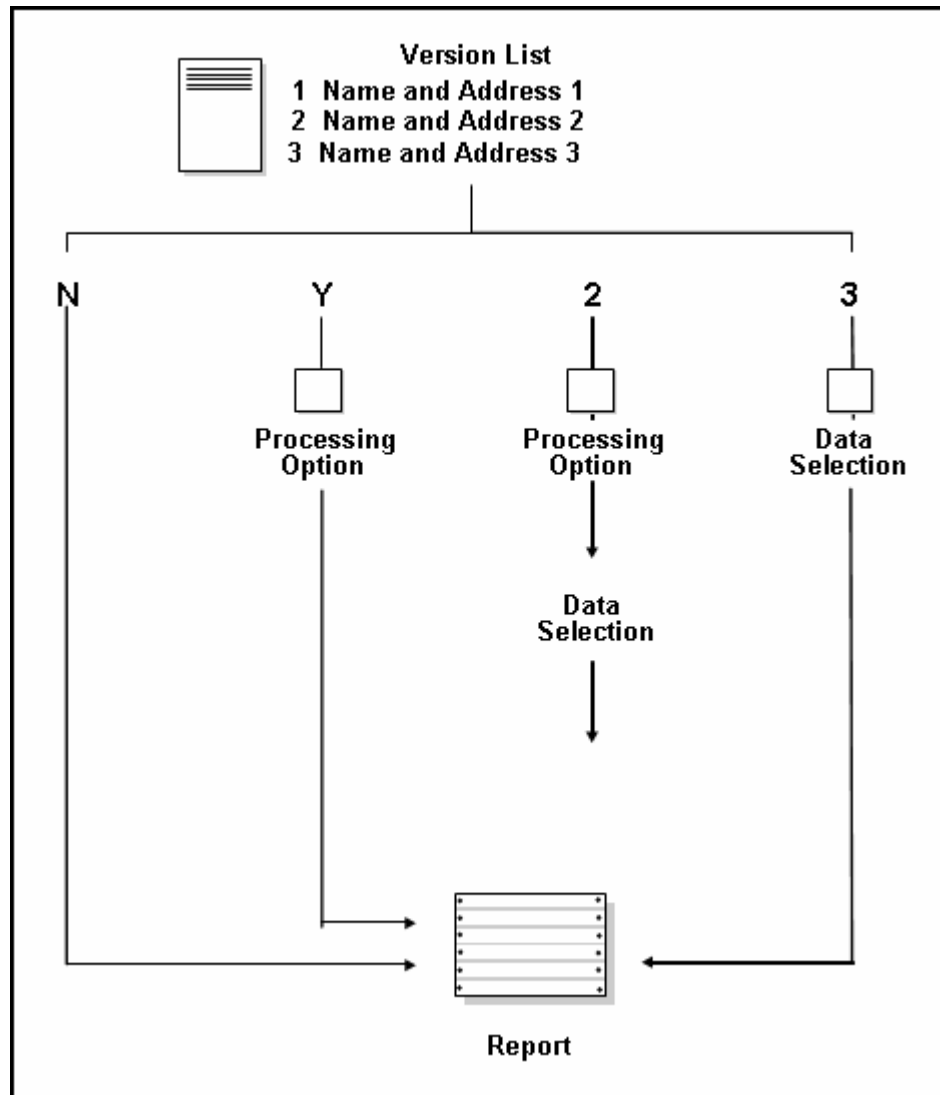 Version List
1 Name and Address 1
2 Name and Address 2
3 Name and Address 3
N
Y
2
3
Processing
Option
Processing
Option
Data
Selection
Data
Selection
Report